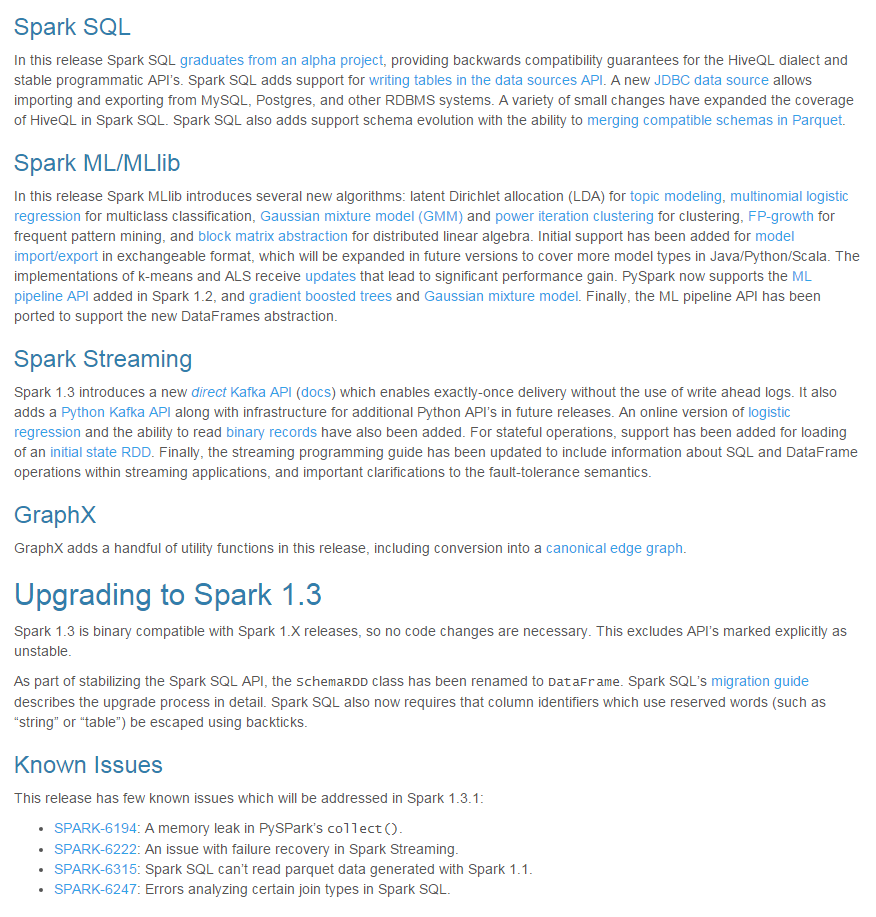 Spark SQL
In this release Spark SQL graduates from an alpha project, providing backwards compatibility guarantees for the HiveQL dialect and
stable programmatic API's. Spark SQL adds support for writing tables in the data sources API. A new JDBC data source allows
importing and exporting from MySQL, Postgres, and other RDBMS systems. A variety of small changes have expanded the coverage
of HiveQL in Spark SQL. Spark SQL also adds support schema evolution with the ability to merging compatible schemas in Parquet.
Spark ML/MLlib
In this release Spark MLlib introduces several new algorithms: latent Dirichlet allocation (LDA) for topic modeling, multinomial logistic
regression for multiclass classification, Gaussian mixture model (GMM) and power iteration clustering for clustering, FP-growth for
frequent pattern mining, and block matrix abstraction for distributed linear algebra. Initial support has been added for model
import/export in exchangeable format, which will be expanded in future versions to cover more model types in Java/Python/Scala. The
implementations of k-means and ALS receive updates that lead to significant performance gain. PySpark now supports the ML
pipeline API added in Spark 1.2, and gradient boosted trees and Gaussian mixture model. Finally, the ML pipeline API has been
ported to support the new DataFrames abstraction.
Spark Streaming
Spark 1.3 introduces a new direct Kafka API (docs) which enables exactly-once delivery without the use of write ahead logs. It also
adds a Python Kafka API along with infrastructure for additional Python API's in future releases. An online version of logistic
regression and the ability to read binary records have also been added. For stateful operations, support has been added for loading
of an initial state RDD. Finally, the streaming programming guide has been updated to include information about SQL and DataFrame
operations within streaming applications, and important clarifications to the fault-tolerance semantics.
GraphX
GraphX adds a handful of utility functions in this release, including conversion into a canonical edge graph.
Upgrading to Spark 1.3
Spark 1.3 is binary compatible with Spark 1.X releases, so no code changes are necessary. This excludes API's marked explicitly as
unstable.
As part of stabilizing the Spark SQL API, the SchemaRDD class has been renamed to DataFrame. Spark SQL's migration guide
describes the upgrade process in detail. Spark SQL also now requires that column identifiers which use reserved words (such as
“string” or “table”) be escaped using backticks.
Known Issues
This release has few known issues which will be addressed in Spark 1.3.1:
• SPARK-6194: A memory leak in PySPark's collect().
• SPARK-6222: An issue with failure recovery in Spark Streaming.
• SPARK-6315: Spark SQL can't read parquet data generated with Spark 1.1.
• SPARK-6247: Errors analyzing certain join types in Spark SQL.